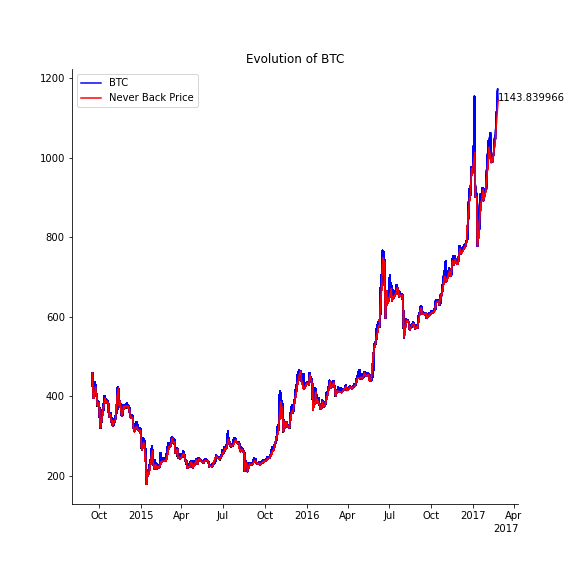 Evolution of BTC
BTC
Never Back Price
1143.839966
1200
1000
800
600
400
200
Oct
2015
Apr
Jul
Oct
2016
Apr
Jul
Oct
2017
Apr
2017